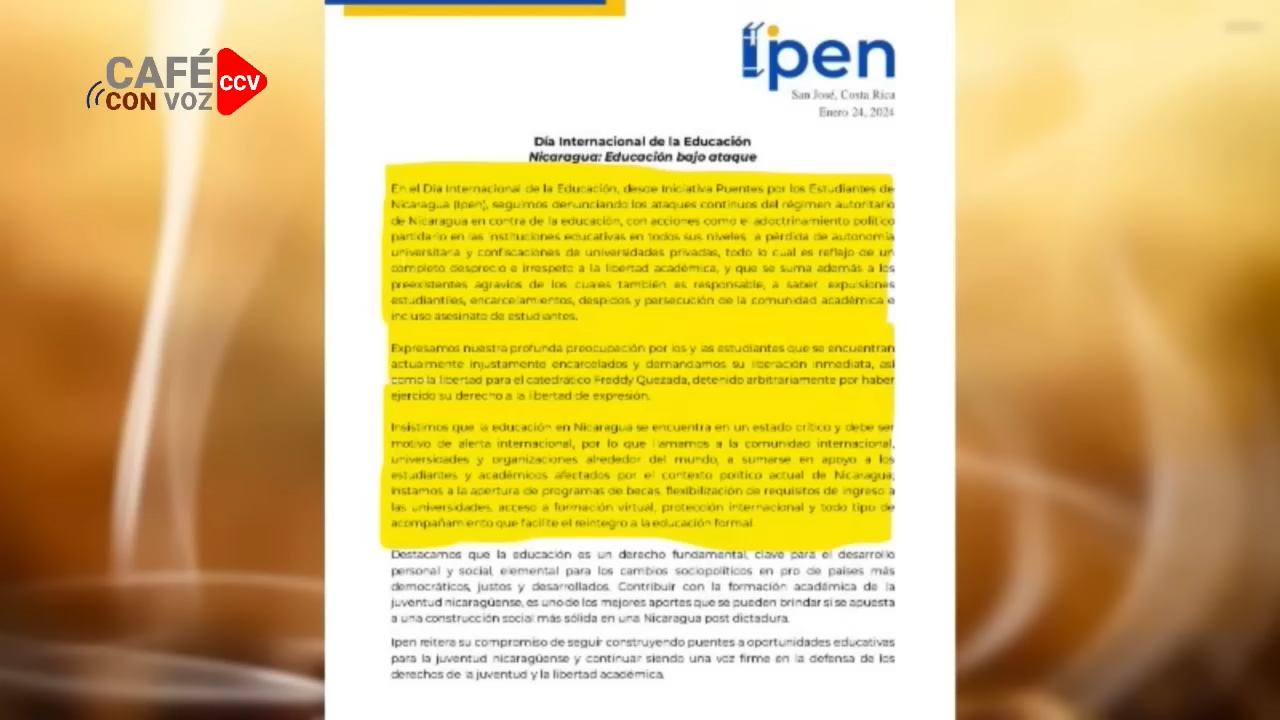 CAFÉ
CON VOZ
CCV
ipen
San José, Costa Rica
Enero 24, 2024
Día Internacional de la Educación
Nicaragua: Educación bajo ataque
En el Día Internacional de la Educación, desde Iniciativa Puentes por los Estudiantes de
Nicaragua (Ipen), seguimos denunciando los ataques continuos del régimen autoritario
de Nicaragua en contra de la educación, con acciones como el adoctrinamiento político
partidario en las instituciones educativas en todos sus niveles, a pérdida de autonomía
universitaria y confiscaciones de universidades privadas, todo lo cual es reflejo de un
completo desprecio e irrespeto a la libertad académica, y que se suma además a los
preexistentes agravios de los cuales también es responsable, a saber, expulsiones
estudiantiles, encarcelamientos, despidos y persecución de la comunidad académica e
incluso asesinato de estudiantes.
Expresamos nuestra profunda preocupación por los y las estudiantes que se encuentran
actualmente injustamente encarcelados y demandamos su liberación inmediata, así
como la libertad para el catedrático Freddy Quezada, detenido arbitrariamente por haber
ejercido su derecho a la libertad de expresión.
Insistimos que la educación en Nicaragua se encuentra en un estado crítico y debe ser
motivo de alerta internacional, por lo que llamamos a la comunidad internacional,
universidades y organizaciones alrededor del mundo, a sumarse en apoyo a los
estudiantes y académicos afectados por el contexto político actual de Nicaragua;
instamos a la apertura de programas de becas, flexibilización de requisitos de ingreso a
las universidades, acceso a formación virtual, protección internacional y todo tipo de
acompañamiento que facilite el reintegro a la educación formal.
Destacamos que la educación es un derecho fundamental, clave para el desarrollo
personal y social, elemental para los cambios sociopolíticos en pro de países más
democráticos, justos y desarrollados. Contribuir con la formación académica de la
juventud nicaragüense, es uno de los mejores aportes que se pueden brindar si se apuesta
a una construcción social más sólida en una Nicaragua post dictadura.
Ipen reitera su compromiso de seguir construyendo puentes a oportunidades educativas
para la juventud nicaragüense y continuar siendo una voz firme en la defensa de los
derechos de la juventud y la libertad académica.